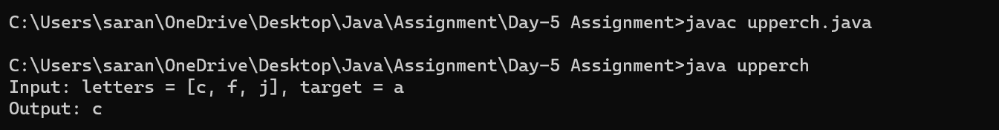 C:\Users\saran\OneDrive\Desktop\Java\Assignment\Day-5 Assignment>javac upperch.java
C:\Users\saran\OneDrive\Desktop\Java\Assignment\Day-5 Assignment>java upperch
Input: letters = [c, f, j], target = a
Output: c